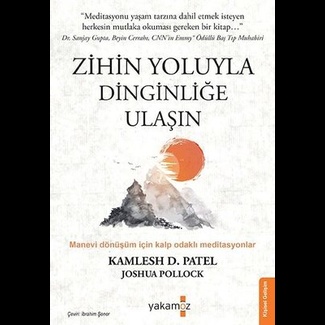 "Meditasyonu yaşam tarzına dahil etmek isteyen
herkesin mutlaka okuması gereken bir kitap…"
Dr. Sanjay Gupta, Beyin Cerrahı, CNN'in Emmy® Ödüllü Baş Tıp Muhabiri
ZİHİN YOLUYLA
DİNGİNLİĞE
ULAŞIN
Manevi dönüşüm için kalp odaklı meditasyonlar
KAMLESH D. PATEL
JOSHUA POLLOCK
Kişisel Gelişim
yakamoz
Çeviri: İbrahim Şener